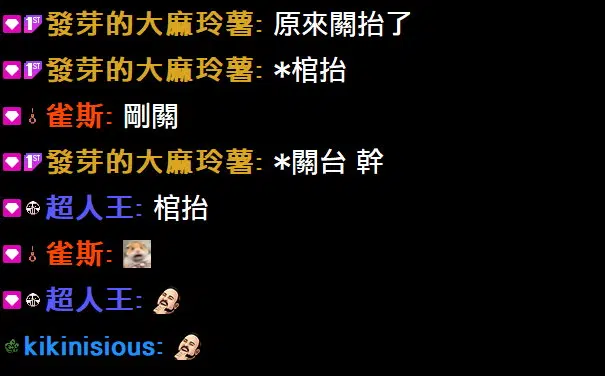 1ST 發芽的大麻玲薯: 原來關抬了
1ST 發芽的大麻玲薯: *棺抬
雀斯: 剛關
1ST 發芽的大麻玲薯: *關台 幹
超人王: 棺抬
雀斯:
超人王:
kikinisious: